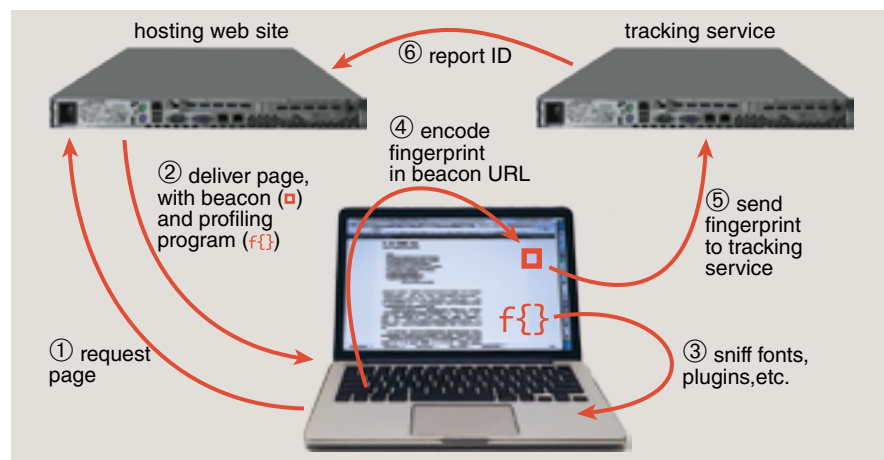 hosting web site
tracking service
⑥ report ID
④ encode
fingerprint
in beacon URL
② deliver page,
with beacon ( )
and profiling
program (f{})
⑤ send
fingerprint
to tracking
service
f{}
① request
page
③ sniff fonts,
plugins,etc.